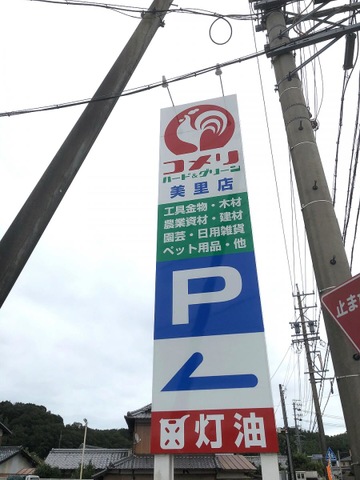 コメリ
ハード&グリーン
美里店
工具金物・木材
農業資材・建材
園芸・日用雑貨
ペット用品・他
P
灯油
止ま